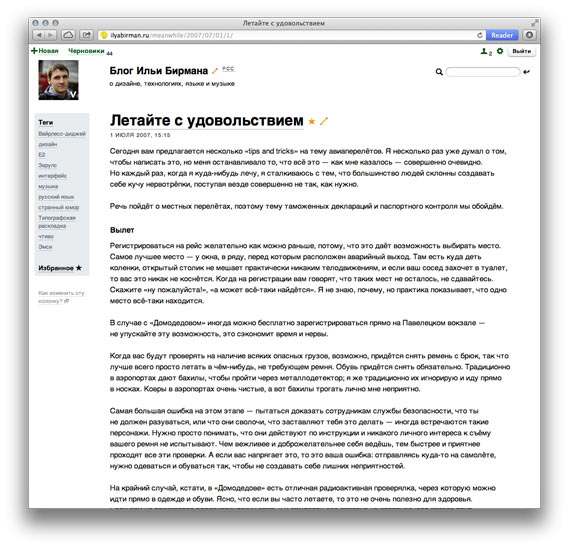 Летайте с удовольствием
ilyabirman.ru/meanwhile/2007/07/01/1/
Reader
Новая
Черновики 44
2
Выйти
Блог Ильи Бирмана
РСС
о дизайне, технологиях, языке и музыке
Теги
Вайрлесс-диджей
дизайн
Е2
Зерулс
интерфейс
музыка
русский язык
странный юмор
Типографская
раскладка
чтиво
Эмси
Избранное ★
Как изменить эту
колонку?
Летайте с удовольствием
1 ИЮЛЯ 2007, 15:15
Сегодня вам предлагается несколько «tips and tricks» на тему авиаперелётов. Я несколько раз уже думал о том,
чтобы написать это, но меня останавливало то, что всё это — как мне казалось — совершенно очевидно.
Но каждый раз, когда я куда-нибудь лечу, я сталкиваюсь с тем, что большинство людей склонны создавать
себе кучу нервотрёпки, поступая везде совершенно не так, как нужно.
Речь пойдёт о местных перелётах, поэтому тему таможенных деклараций и паспортного контроля мы обойдём.
Вылет
Регистрироваться на рейс желательно как можно раньше, потому, что это даёт возможность выбирать место.
Самое лучшее место — у окна, в ряду, перед которым расположен аварийный выход. Там есть куда деть
коленки, открытый столик не мешает практически никаким телодвижениям, и если ваш сосед захочет в туалет,
то вас это никак не коснётся. Когда на регистрации вам говорят, что таких мест не осталось, не сдавайтесь.
Скажите «ну пожалуйста!», «а может всё-таки найдётся». Я не знаю, почему, но практика показывает, что одно
место всё-таки находится.
В случае с «Домодедовом» иногда можно бесплатно зарегистрироваться прямо на Павелецком вокзале —
не упускайте эту возможность, это сэкономит время и нервы.
Когда вас будут проверять на наличие всяких опасных грузов, возможно, придётся снять ремень с брюк, так что
лучше всего просто летать в чём-нибудь, не требующем ремня. Обувь придётся снять обязательно. Традиционно
в аэропортах дают бахилы, чтобы пройти через металлодетектор; я же традиционно их игнорирую и иду прямо
в носках. Ковры в аэропортах очень чистые, а вот бахилы трогать лично мне неприятно.
Самая большая ошибка на этом этапе — пытаться доказать сотрудникам службы безопасности, что ты
не должен разуваться, или что они сволочи, что заставляют тебя это делать — иногда встречаются такие
персонажи. Нужно просто понимать, что они действуют по инструкции и никакого личного интереса к съёму
вашего ремня не испытывают. Чем вежливее и доброжелательнее себя ведёшь, тем быстрее и приятнее
проходят все эти проверки. А если вас напрягает это, то это ваша ошибка: отправляясь куда-то на самолёте,
нужно одеваться и обуваться так, чтобы не создавать себе лишних неприятностей.
На крайний случай, кстати, в «Домодедове» есть отличная радиоактивная проверялка, через которую можно
идти прямо в одежде и обуви. Ясно, что если вы часто летаете, то это не очень полезно для здоровья.